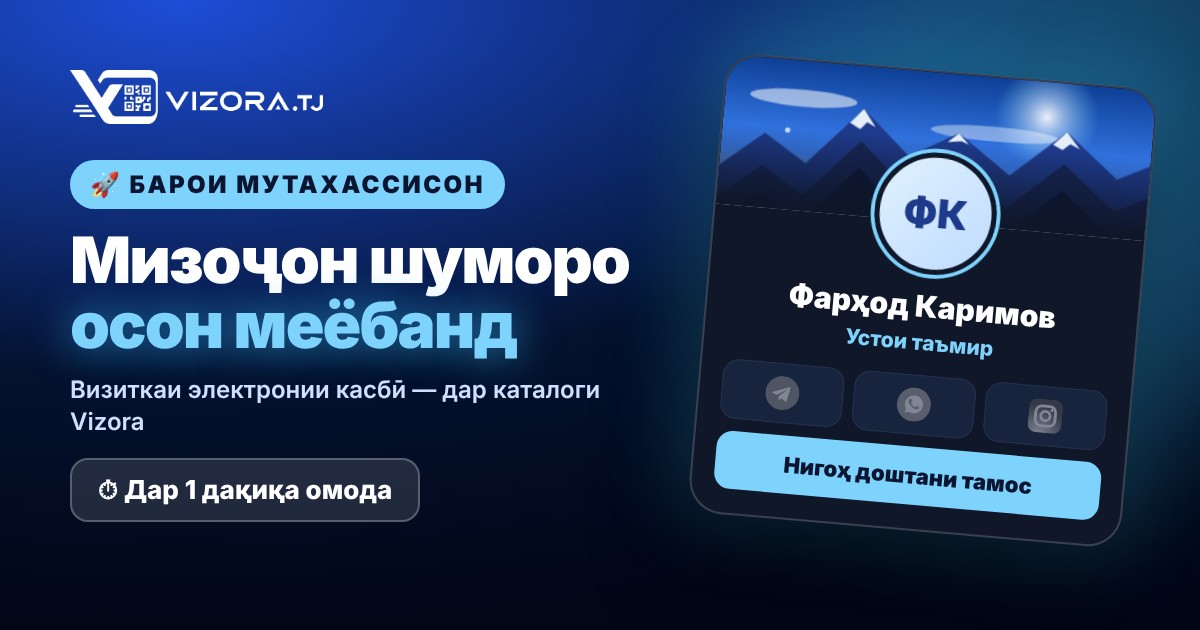 VIZORA.TJ
🚀 БАРОИ МУТАХАССИСОН
Мизоҷон шуморо
осон меёбанд
Визиткаи электронии касбӣ — дар каталоги
Vizora
⏱ Дар 1 дақиқа омода
ФК
Фарҳод Каримов
Устои таъмир
Нигоҳ доштани тамос